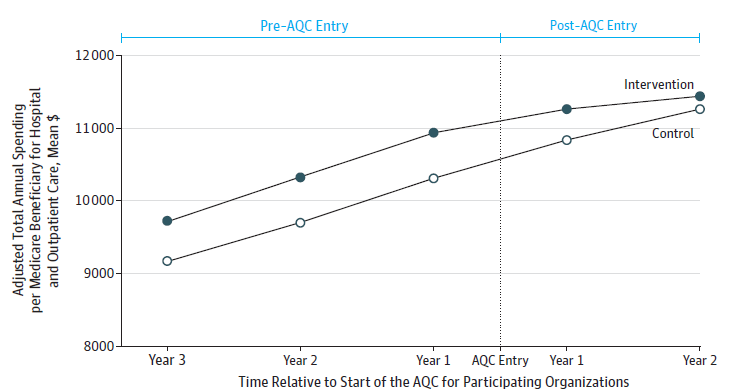 Pre-AQC Entry
Post-AQC Entry
Adjusted Total Annual Spending
per Medicare Beneficiary for Hospital
and Outpatient Care, Mean $
12000
11000
10000
9000
8000
Intervention
Control
Year 3
Year 2
Year 1
AQC Entry
Year 1
Year 2
Time Relative to Start of the AQC for Participating Organizations